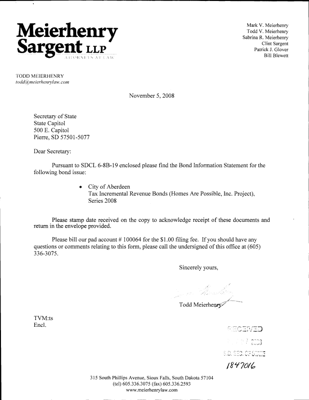 Meierhenry
Sargent LLP
ATTORNEYS AT LAW
Mark V. Meierhenry
Todd V. Meierhenry
Sabrina R. Meierhenry
Clint Sargent
Patrick J. Glover
Bill Blewett
TODD MEIERHENRY
todd@meierhenrylaw.com
November 5, 2008
Secretary of State
State Capitol
500 E. Capitol
Pierre, SD 57501-5077
Dear Secretary:
Pursuant to SDCL 6-8B-19 enclosed please find the Bond Information Statement for the
following bond issue:
• City of Aberdeen
Tax Incremental Revenue Bonds (Homes Are Possible, Inc. Project),
Series 2008
Please stamp date received on the copy to acknowledge receipt of these documents and
return in the envelope provided.
Please bill our pad account # 100064 for the $1.00 filing fee. If you should have any
questions or comments relating to this form, please call the undersigned of this office at (605)
336-3075.
Sincerely yours,
Todd Meierhenry
TVM:ts
Encl.
RECEIVED
1847016
315 South Phillips Avenue, Sioux Falls, South Dakota 57104
(tel) 605.336.3075 (fax) 605.336.2593
www.meierhenrylaw.com